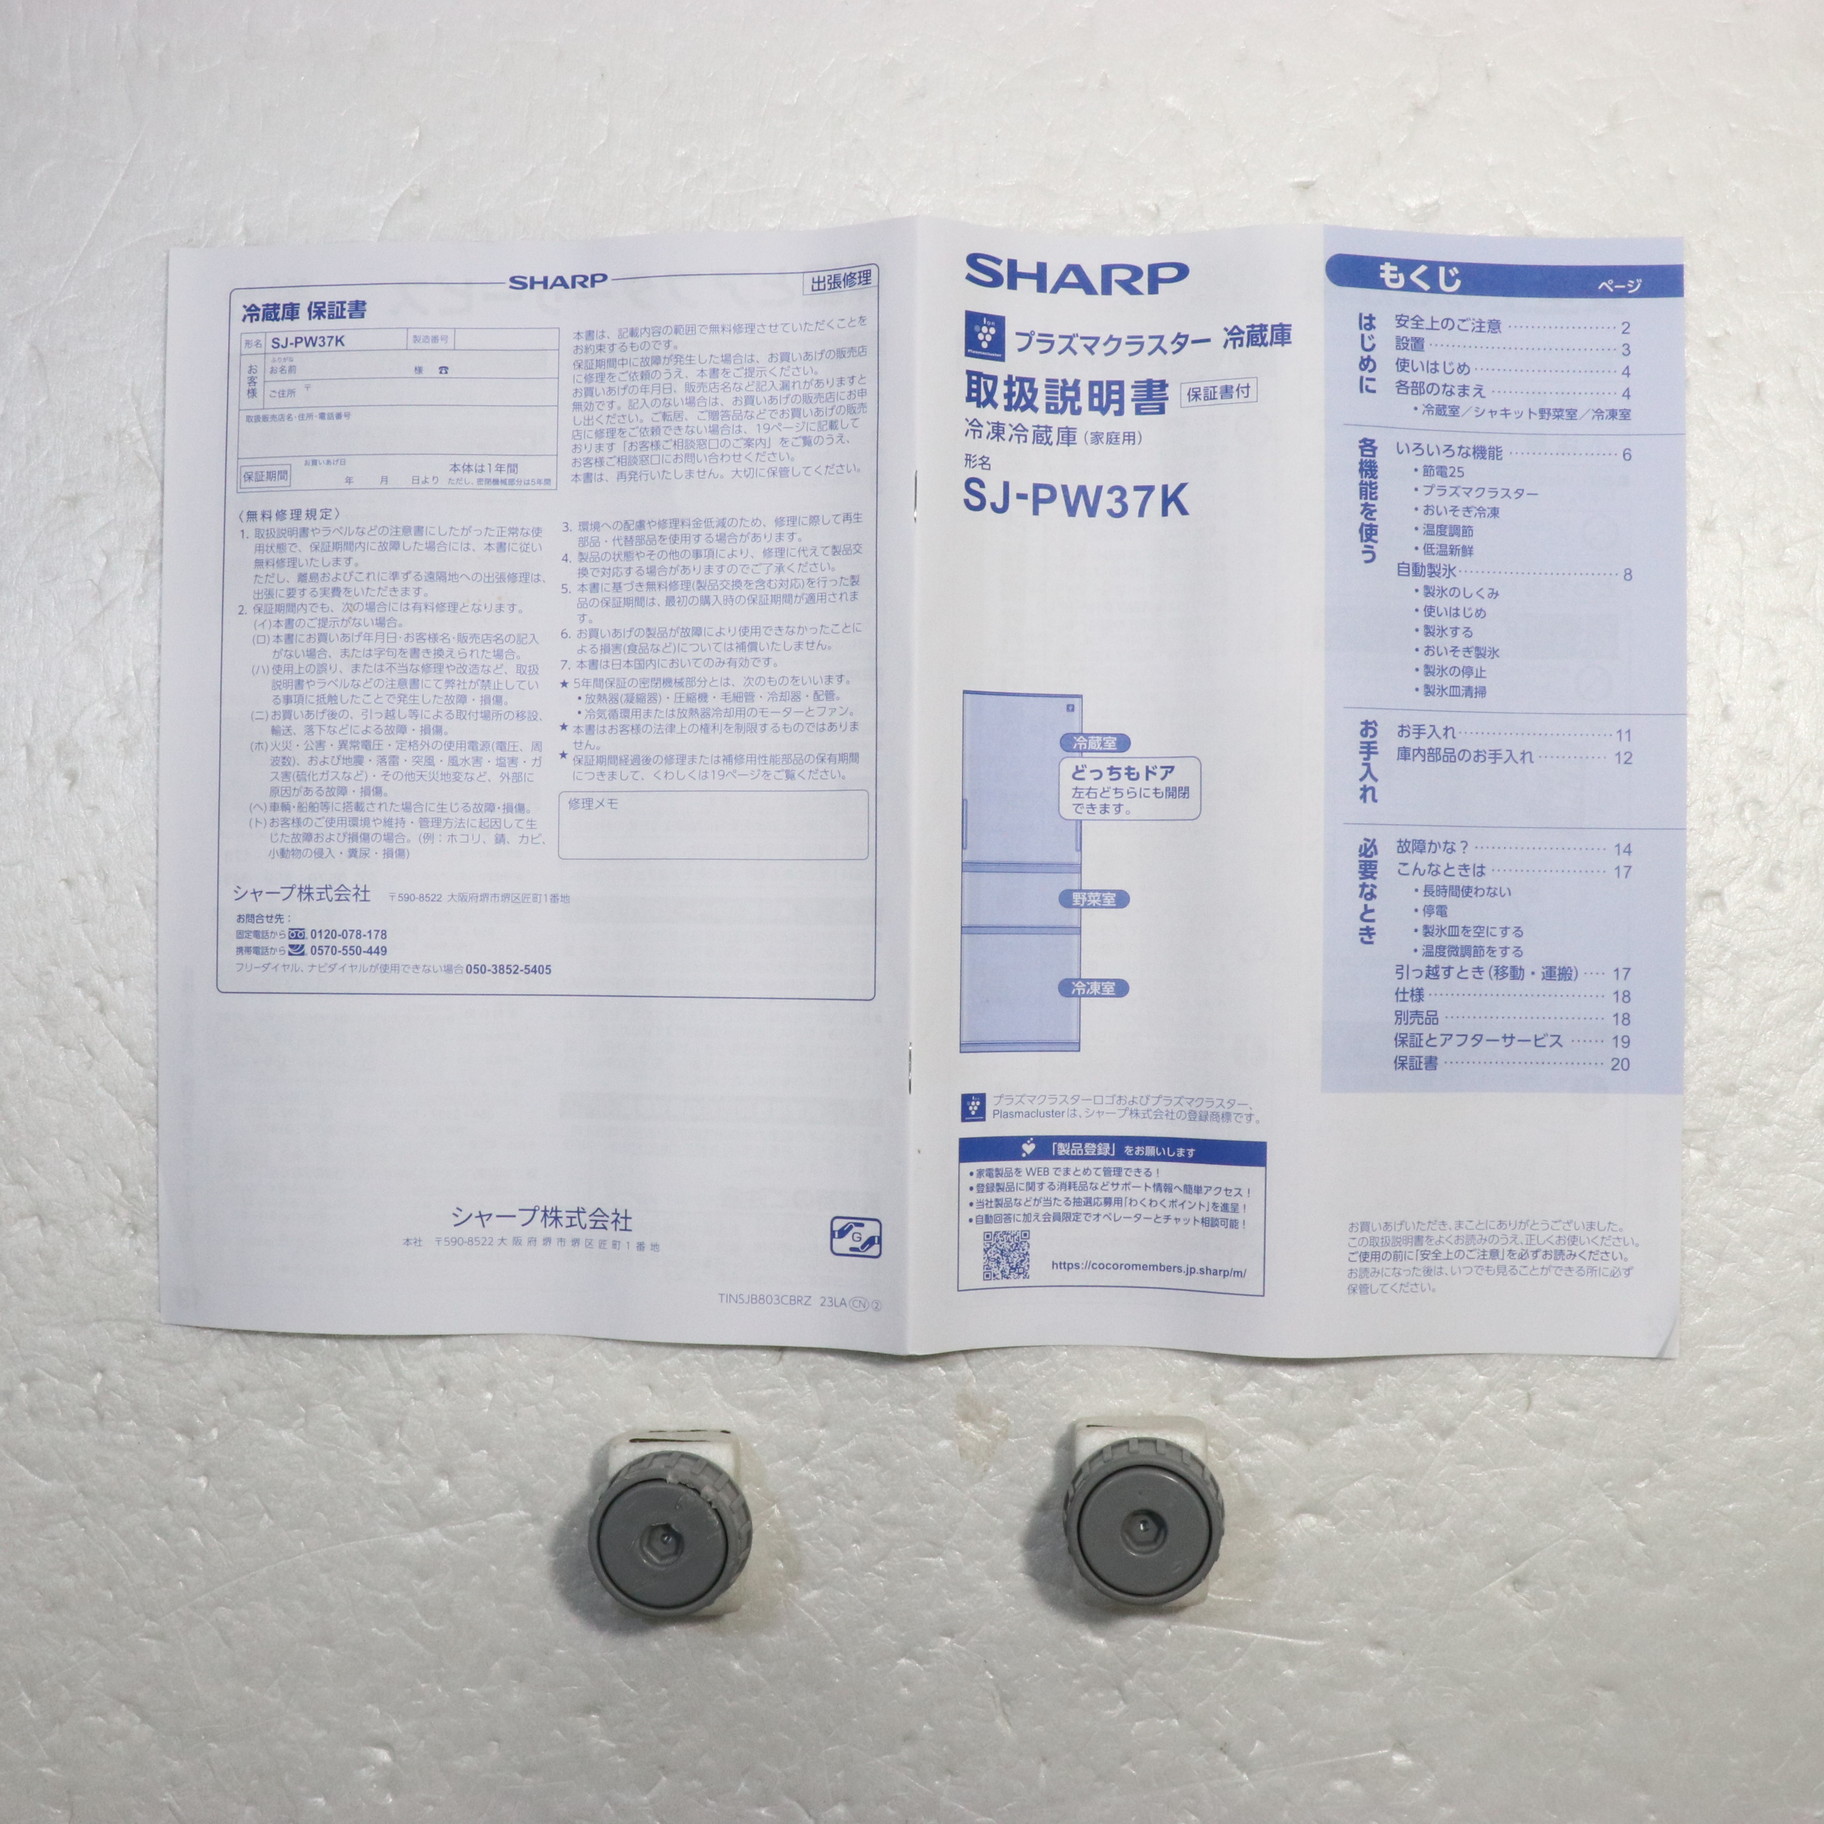 SHARP
出張修理
冷蔵庫 保証書
形名 SJ-PW37K 製造番号
お客様
ふりがな
お名前 様 ☎
ご住所 〒
取扱販売店名・住所・電話番号
保証期間
お買いあげ日
年 月 日より
本体は1年間
ただし、密閉機械部分は5年間
本書は、記載内容の範囲で無料修理させていただくことを
お約束するものです。
保証期間中に故障が発生した場合は、お買いあげの販売店
に修理をご依頼のうえ、本書をご提示ください。
お買いあげの年月日、販売店名など記入漏れがありますと
無効です。記入のない場合は、お買いあげの販売店にお申
し出ください。ご転居、ご贈答品などでお買いあげの販売
店に修理をご依頼できない場合は、19ページに記載して
おります「お客様ご相談窓口のご案内」をご覧のうえ、
お客様ご相談窓口にお問い合わせください。
本書は、再発行いたしません。大切に保管してください。
〈無料修理規定〉
1. 取扱説明書やラベルなどの注意書にしたがった正常な使
用状態で、保証期間内に故障した場合には、本書に従い
無料修理いたします。
ただし、離島およびこれに準ずる遠隔地への出張修理は、
出張に要する実費をいただきます。
2. 保証期間内でも、次の場合には有料修理となります。
(イ)本書のご提示がない場合。
(ロ)本書にお買いあげ年月日・お客様名・販売店名の記入
がない場合、または字句を書き換えられた場合。
(ハ)使用上の誤り、または不当な修理や改造など、取扱
説明書やラベルなどの注意書にて弊社が禁止してい
る事項に抵触したことで発生した故障・損傷。
(ニ)お買いあげ後の、引っ越し等による取付場所の移設、
輸送、落下などによる故障・損傷。
(ホ)火災・公害・異常電圧・定格外の使用電源(電圧、周
波数)、および地震・落雷・突風・風水害・塩害・ガ
ス害(硫化ガスなど)・その他天災地変など、外部に
原因がある故障・損傷。
(ヘ)車輌・船舶等に搭載された場合に生じる故障・損傷。
(ト)お客様のご使用環境や維持・管理方法に起因して生
じた故障および損傷の場合。(例：ホコリ、錆、カビ、
小動物の侵入・糞尿・損傷)
3. 環境への配慮や修理料金低減のため、修理に際して再生
部品・代替部品を使用する場合があります。
4. 製品の状態やその他の事項により、修理に代えて製品交
換で対応する場合がありますのでご了承ください。
5. 本書に基づき無料修理(製品交換を含む対応)を行った製
品の保証期間は、最初の購入時の保証期間が適用されま
す。
6. お買いあげの製品が故障により使用できなかったことに
よる損害(食品など)については補償いたしません。
7. 本書は日本国内においてのみ有効です。
★ 5年間保証の密閉機械部分とは、次のものをいいます。
・放熱器(凝縮器)・圧縮機・毛細管・冷却器・配管。
・冷気循環用または放熱器冷却用のモーターとファン。
★ 本書はお客様の法律上の権利を制限するものではありま
せん。
★ 保証期間経過後の修理または補修用性能部品の保有期間
につきまして、くわしくは19ページをご覧ください。
修理メモ
シャープ株式会社 〒590-8522 大阪府堺市堺区匠町1番地
お問合せ先：
固定電話から 0120-078-178
携帯電話から 0570-550-449
フリーダイヤル、ナビダイヤルが使用できない場合 050-3852-5405
シャープ株式会社
本社 〒590-8522 大阪府堺市堺区匠町1番地
G
TINSJB803CBRZ 23LA CN ②
SHARP
Plasmacluster
プラズマクラスター 冷蔵庫
取扱説明書 保証書付
冷凍冷蔵庫(家庭用)
形名
SJ-PW37K
冷蔵室
どっちもドア
左右どちらにも開閉
できます。
野菜室
冷凍室
プラズマクラスターロゴおよびプラズマクラスター、
Plasmaclusterは、シャープ株式会社の登録商標です。
「製品登録」をお願いします
・家電製品を WEB でまとめて管理できる！
・登録製品に関する消耗品などサポート情報へ簡単アクセス！
・当社製品などが当たる抽選応募用「わくわくポイント」を進呈！
・自動回答に加え会員限定でオペレーターとチャット相談可能！
https://cocoromembers.jp.sharp/m/
もくじ ページ
はじめに
安全上のご注意 2
設置 3
使いはじめ 4
各部のなまえ 4
・冷蔵室／シャキット野菜室／冷凍室
各機能を使う
いろいろな機能 6
・節電25
・プラズマクラスター
・おいそぎ冷凍
・温度調節
・低温新鮮
自動製氷 8
・製氷のしくみ
・使いはじめ
・製氷する
・おいそぎ製氷
・製氷の停止
・製氷皿清掃
お手入れ
お手入れ 11
庫内部品のお手入れ 12
必要なとき
故障かな？ 14
こんなときは 17
・長時間使わない
・停電
・製氷皿を空にする
・温度微調節をする
引っ越すとき(移動・運搬) 17
仕様 18
別売品 18
保証とアフターサービス 19
保証書 20
お買いあげいただき、まことにありがとうございました。
この取扱説明書をよくお読みのうえ、正しくお使いください。
ご使用の前に「安全上のご注意」を必ずお読みください。
お読みになった後は、いつでも見ることができる所に必ず
保管してください。